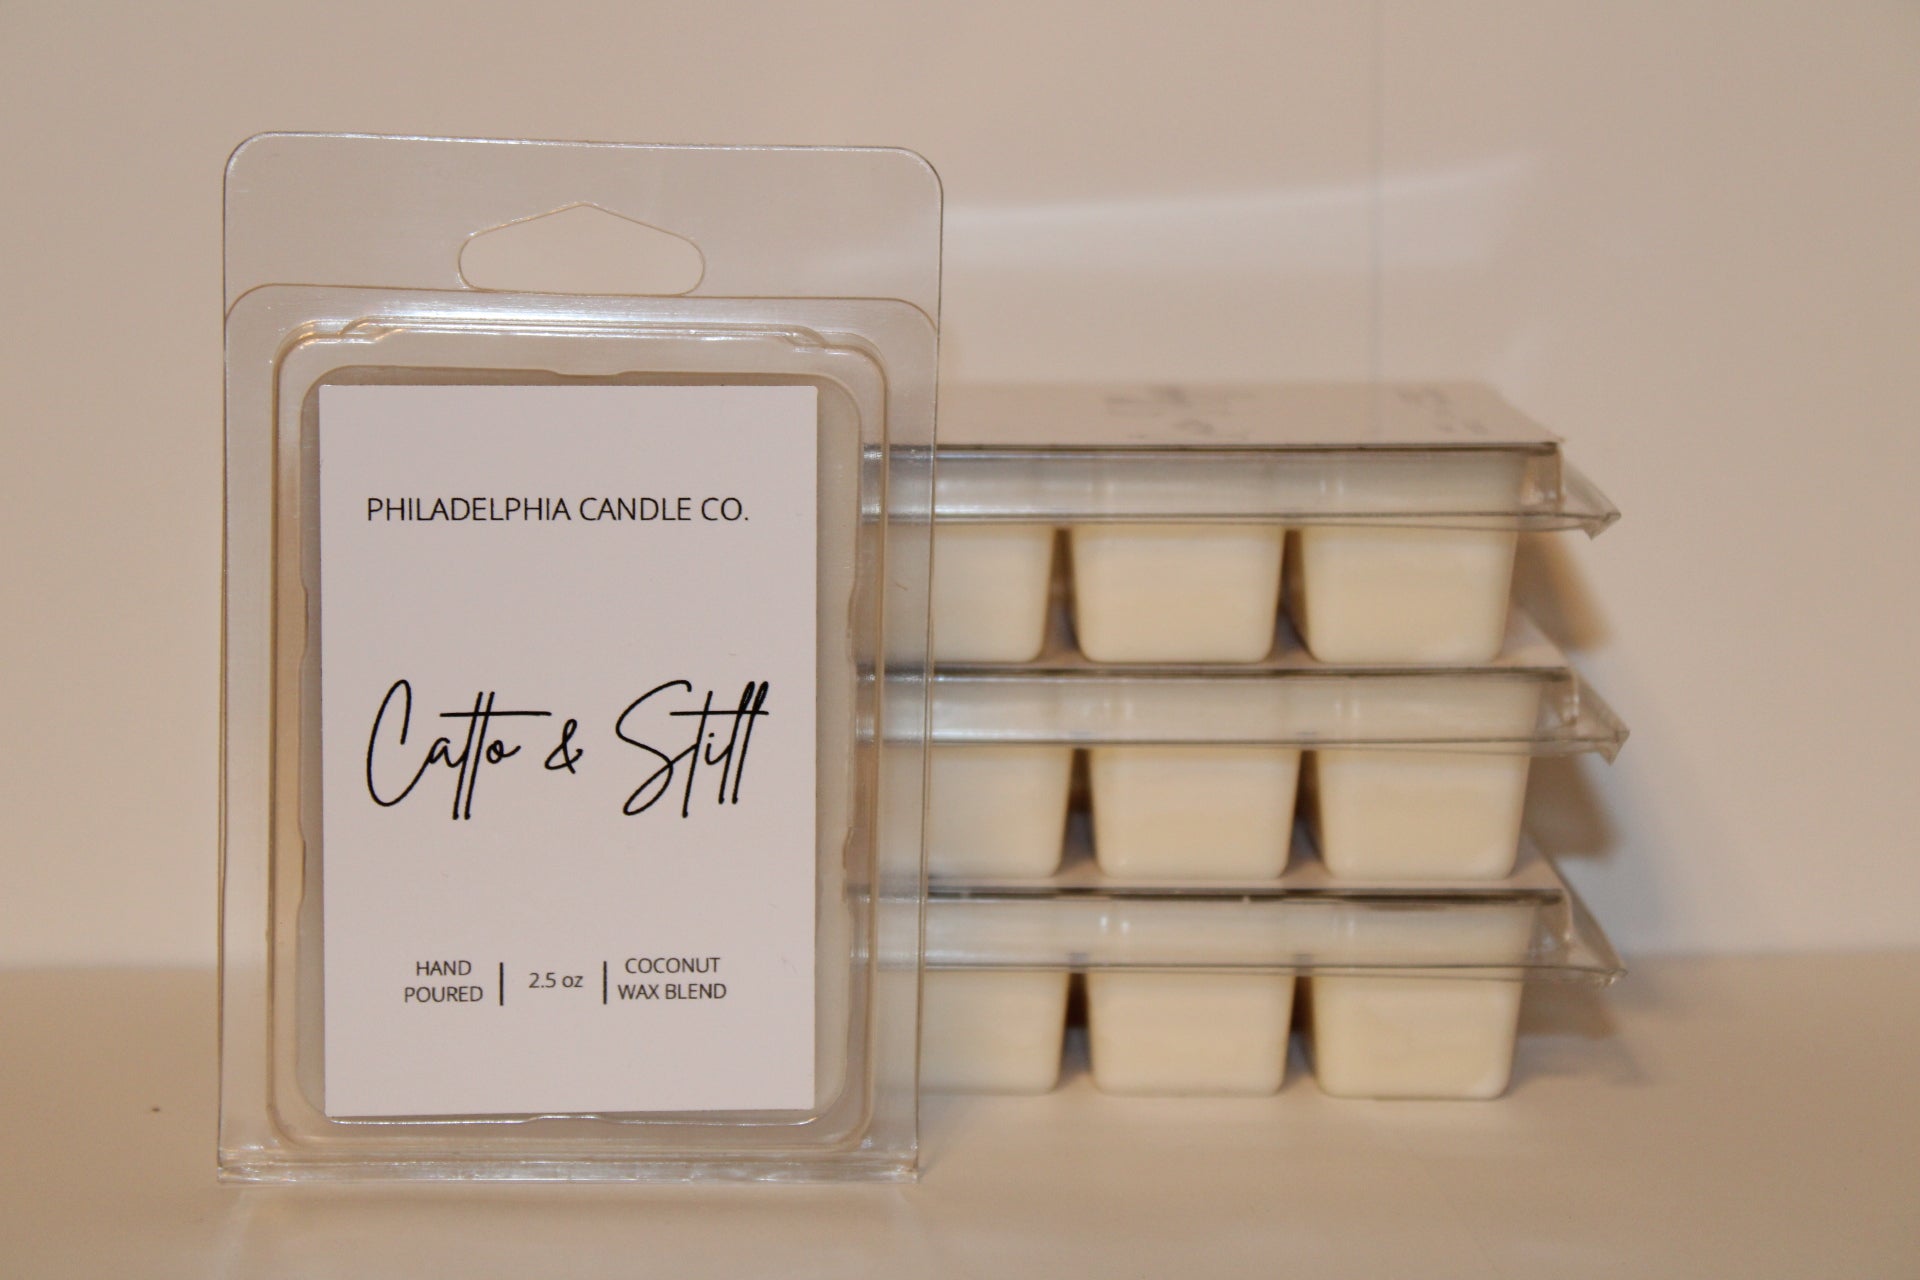 PHILADELPHIA CANDLE CO.
Catto & Still
HAND
POURED
2.5 oz
COCONUT
WAX BLEND